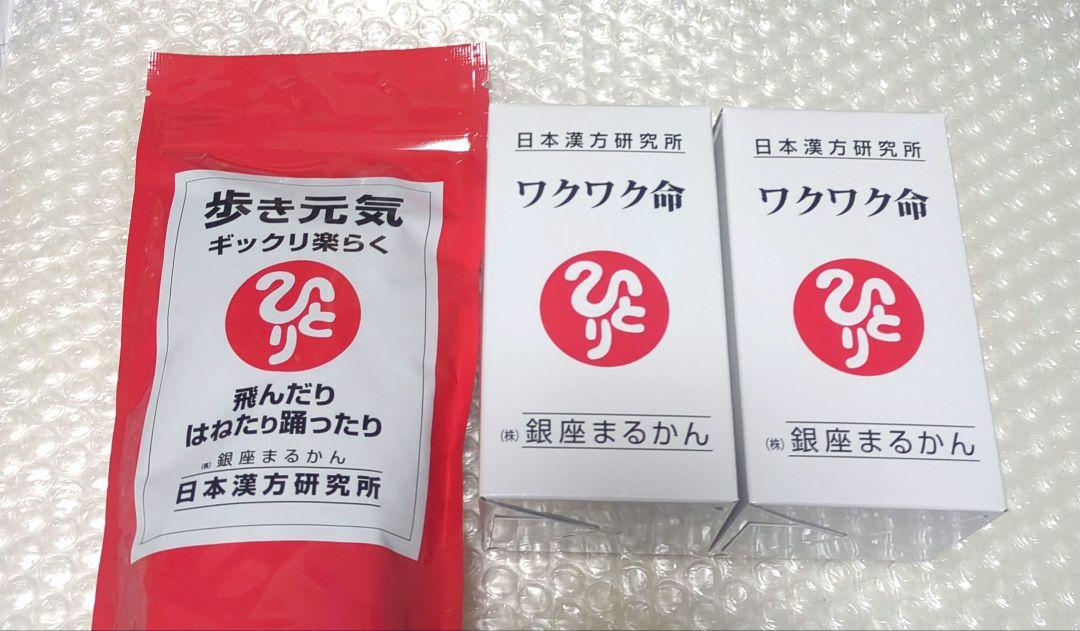 歩き元気
ギックリ楽らく
ひとり
飛んだり
はねたり踊ったり
(株)銀座まるかん
日本漢方研究所
日本漢方研究所
ワクワク命
ひとり
(株)銀座まるかん
日本漢方研究所
ワクワク命
ひとり
(株)銀座まるかん